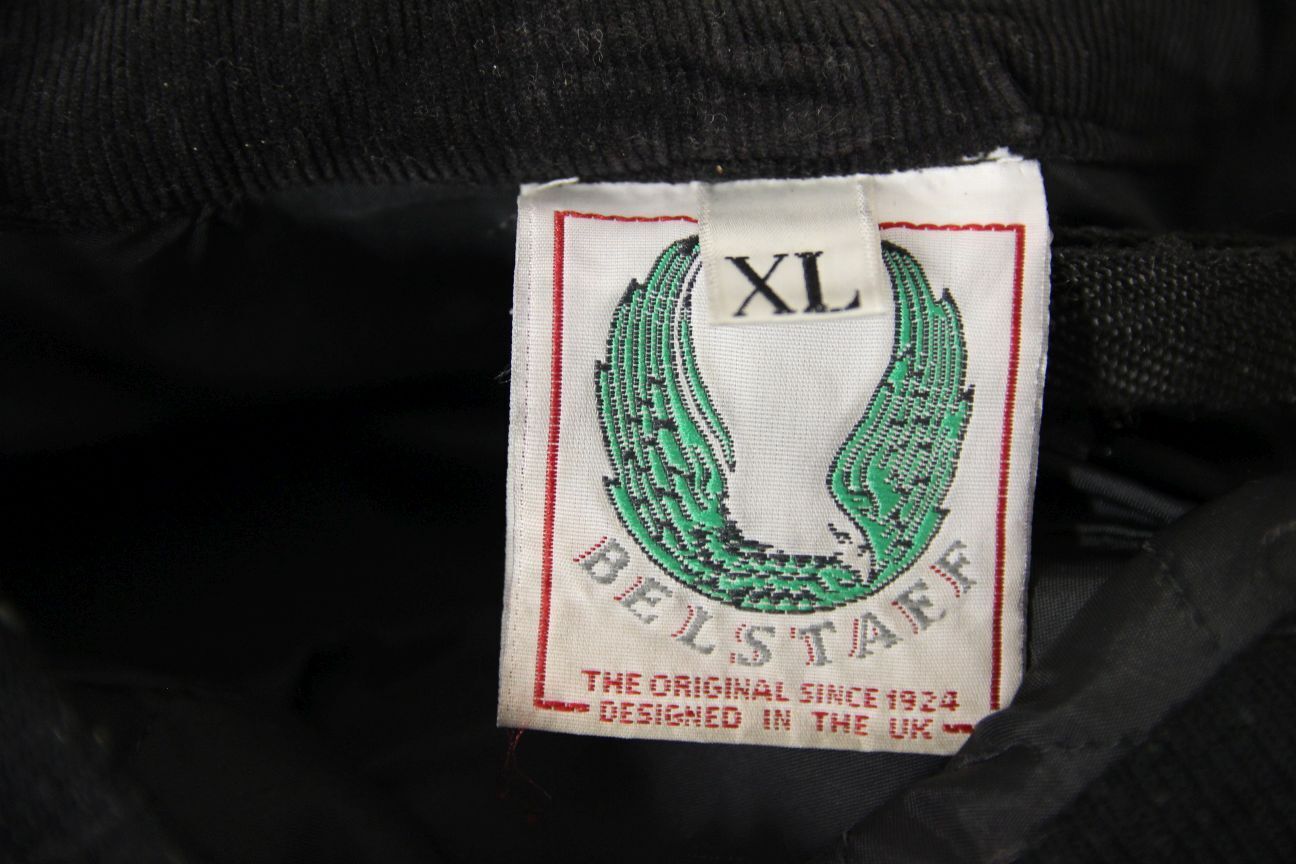 XL
BELSTAFF
THE ORIGINAL SINCE 1924
DESIGNED IN THE UK